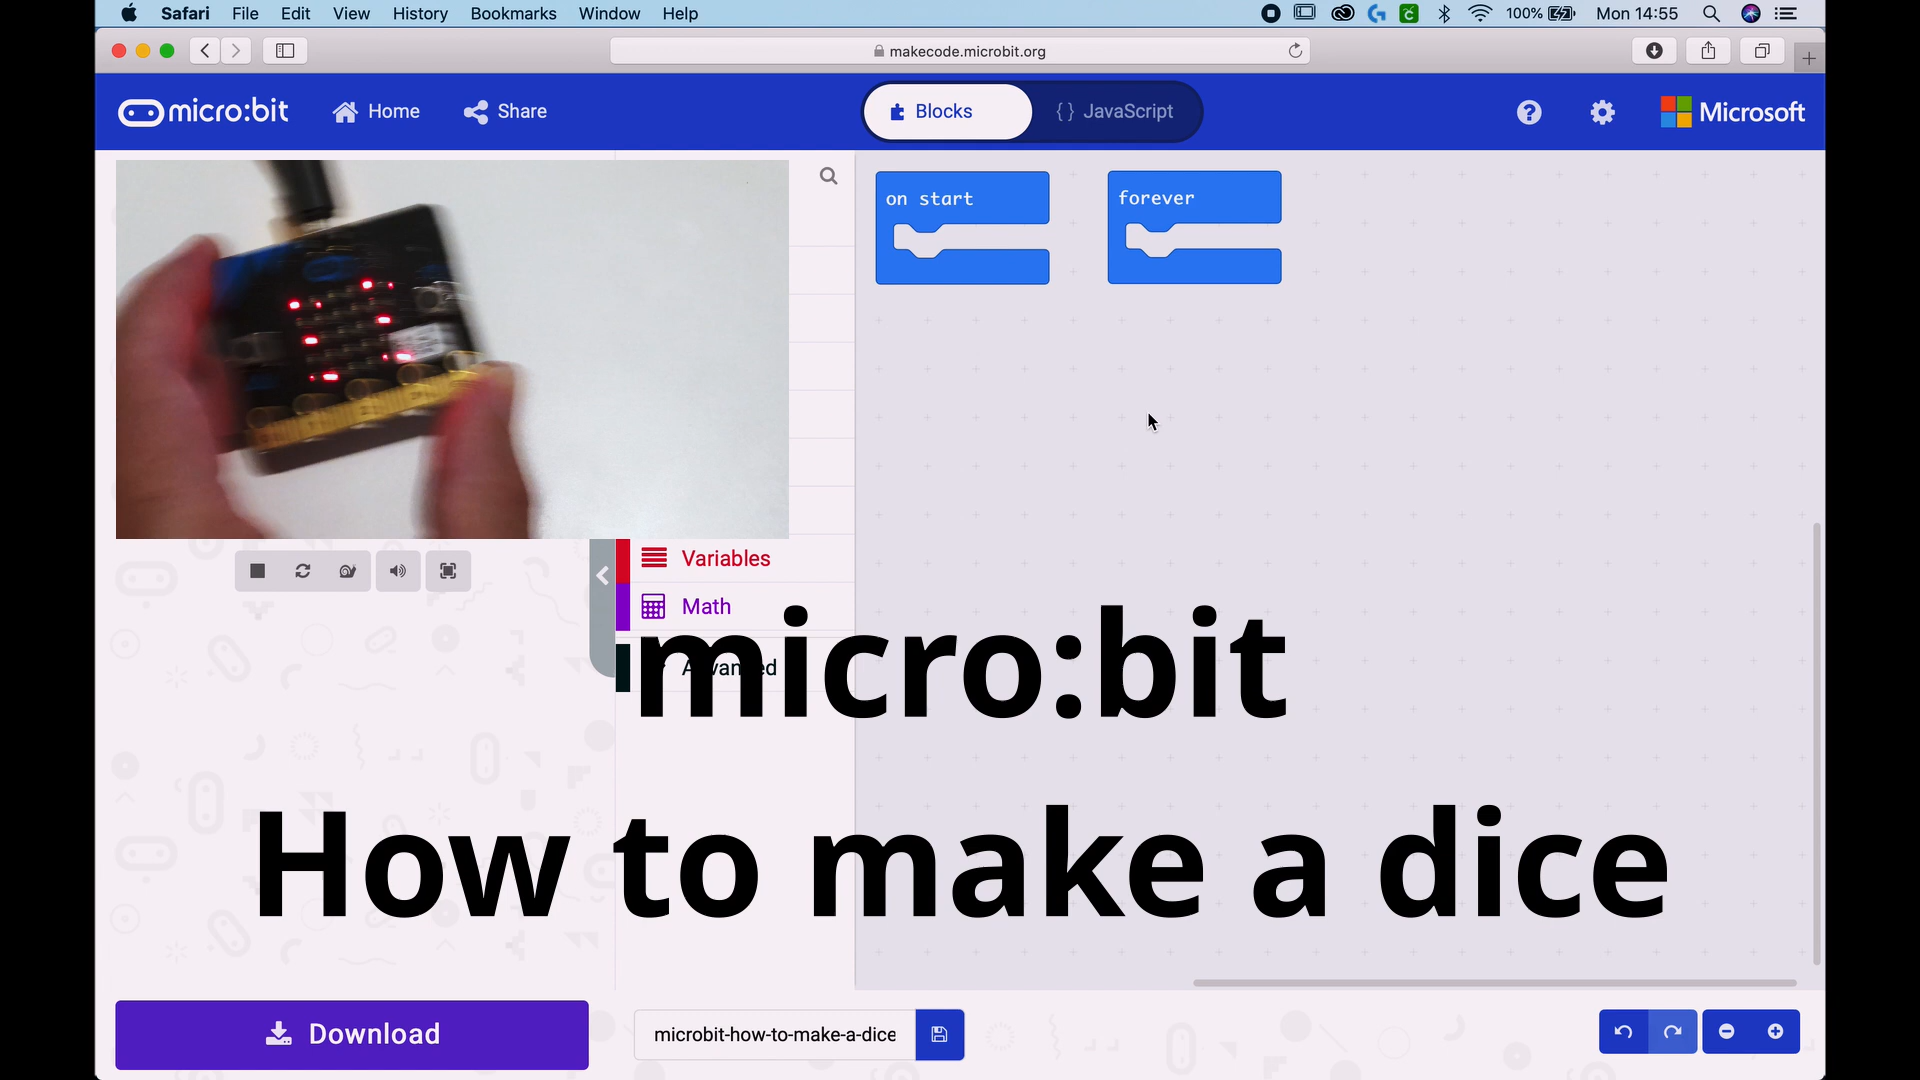 Safari File Edit View History Bookmarks Window Help 100% Mon 14:55
makecode.microbit.org
micro:bit Home Share Blocks {} JavaScript ? Microsoft
on start forever
Variables
Math
Advanced
micro:bit
How to make a dice
Download microbit-how-to-make-a-dice